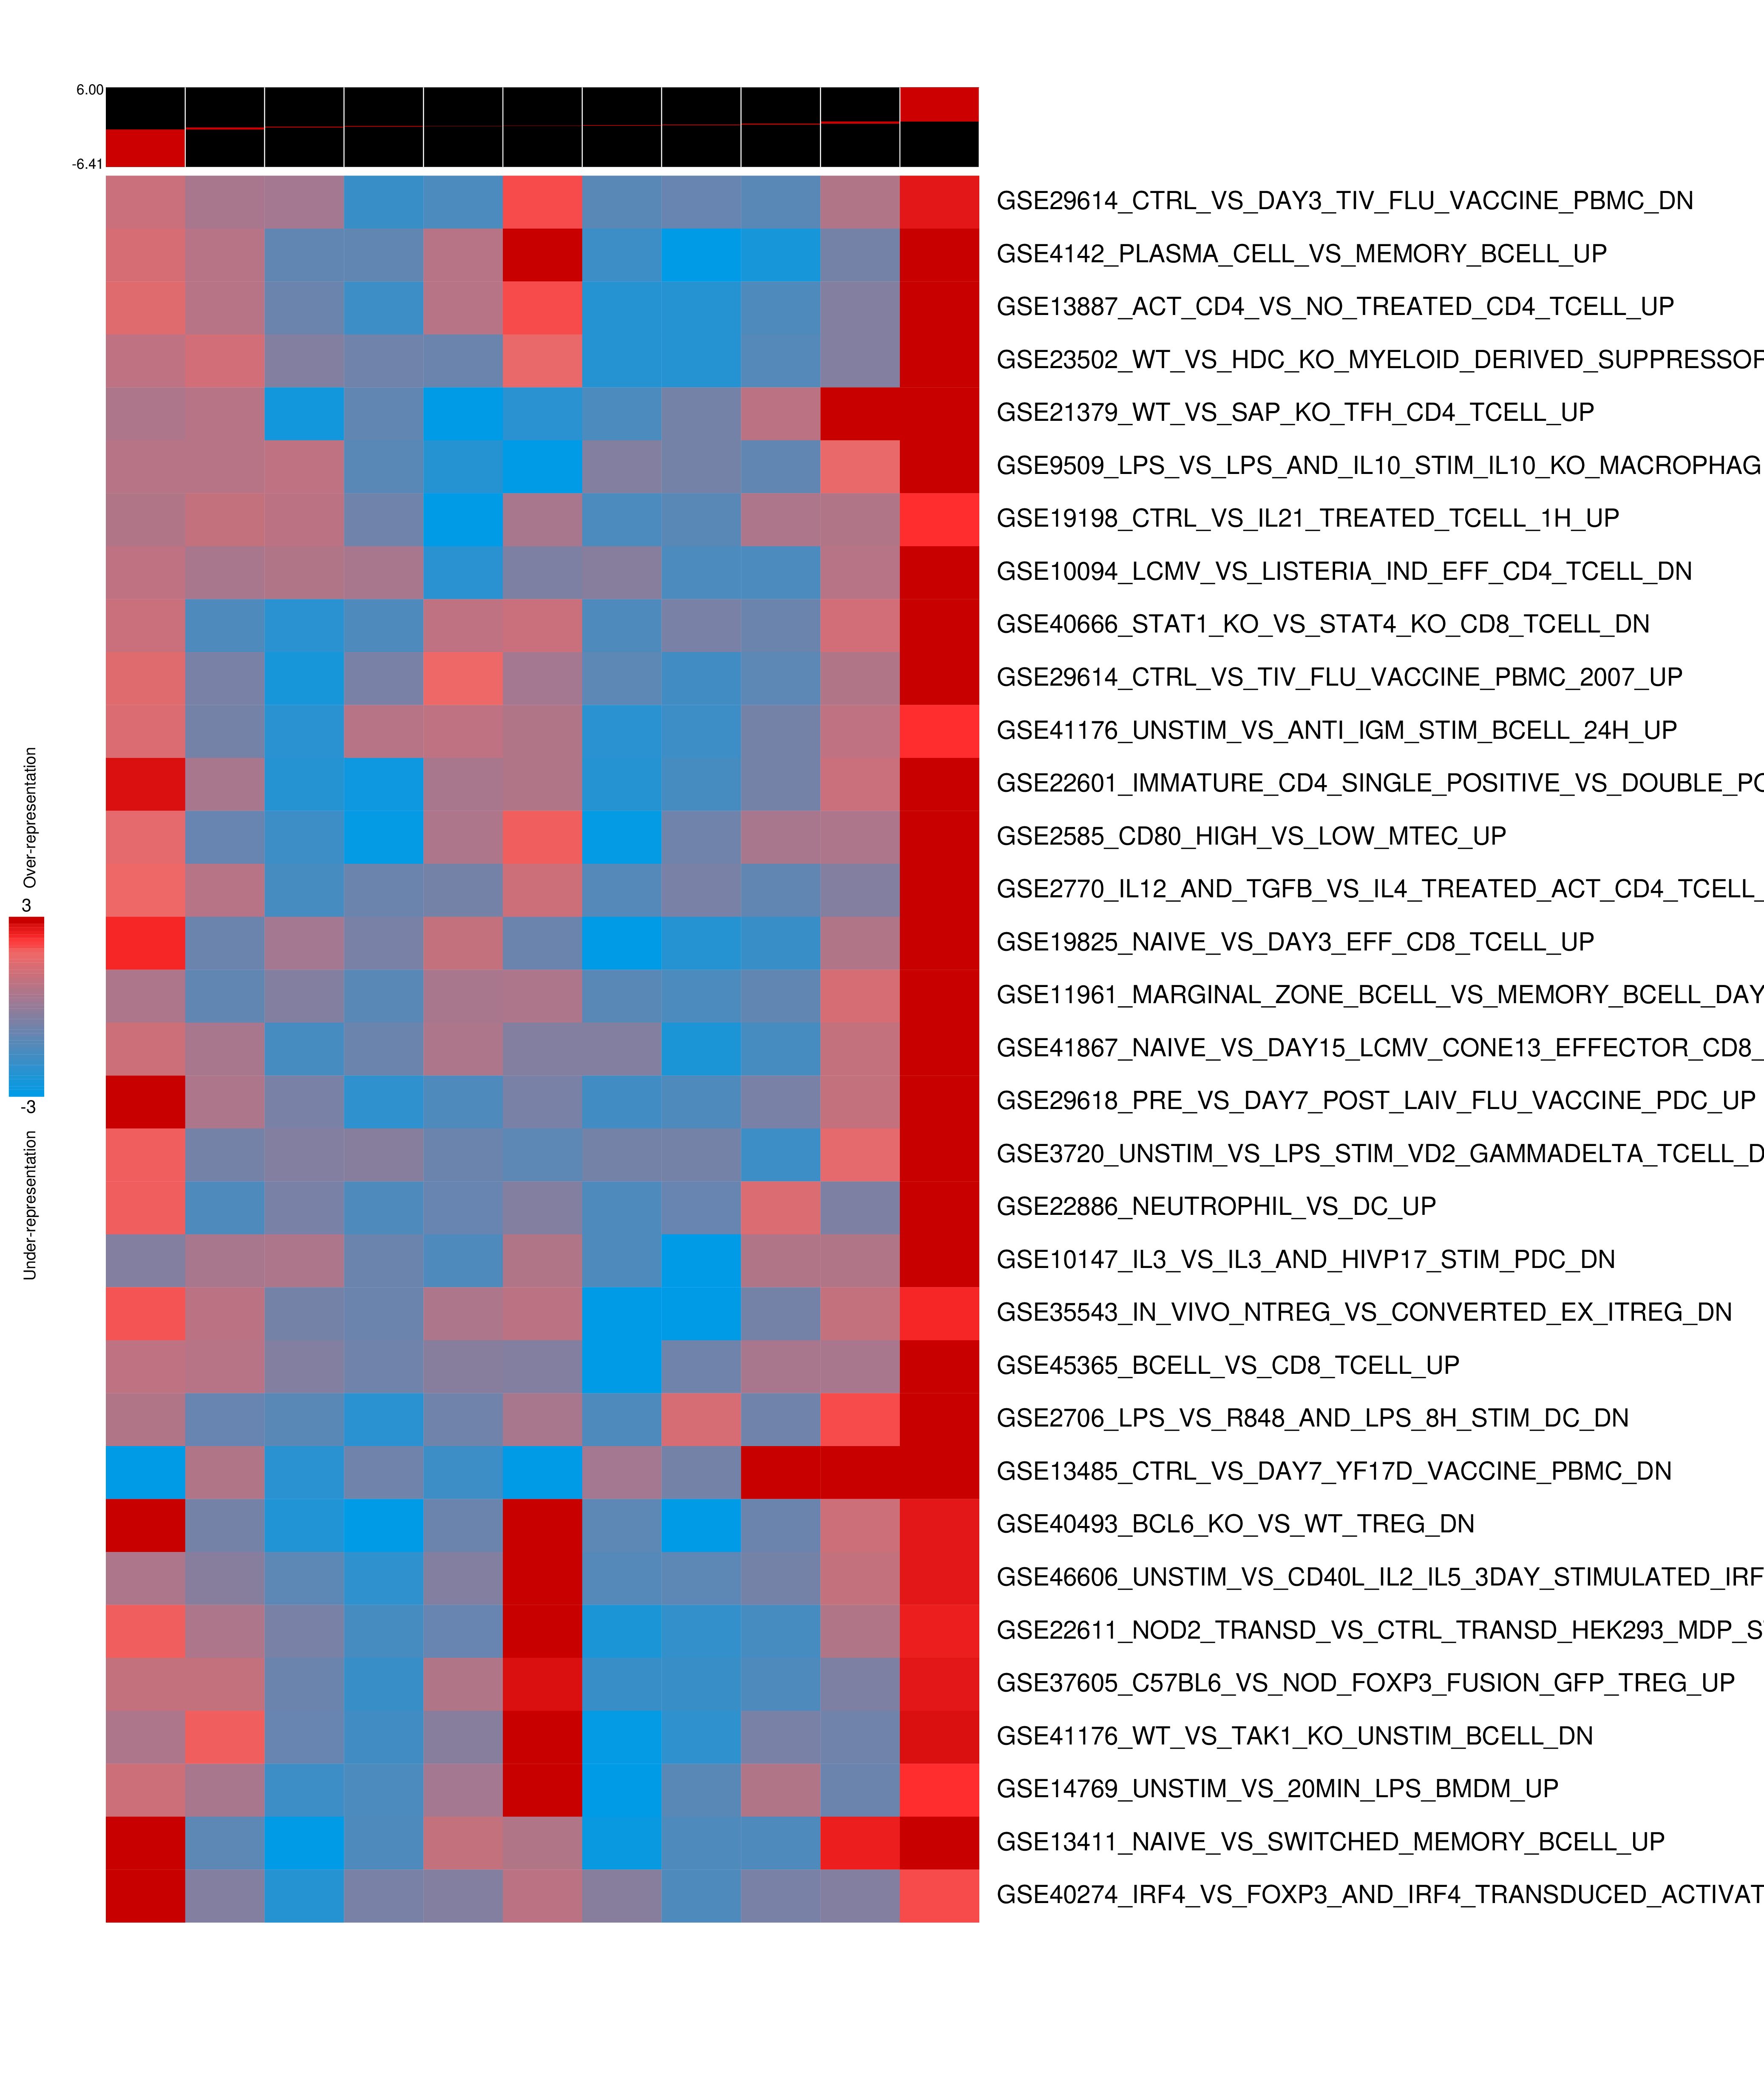 6.00
-6.41
GSE29614_CTRL_VS_DAY3_TIV_FLU_VACCINE_PBMC_DN
GSE4142_PLASMA_CELL_VS_MEMORY_BCELL_UP
GSE13887_ACT_CD4_VS_NO_TREATED_CD4_TCELL_UP
GSE23502_WT_VS_HDC_KO_MYELOID_DERIVED_SUPPRESSOR
GSE21379_WT_VS_SAP_KO_TFH_CD4_TCELL_UP
GSE9509_LPS_VS_LPS_AND_IL10_STIM_IL10_KO_MACROPHAG
GSE19198_CTRL_VS_IL21_TREATED_TCELL_1H_UP
GSE10094_LCMV_VS_LISTERIA_IND_EFF_CD4_TCELL_DN
GSE40666_STAT1_KO_VS_STAT4_KO_CD8_TCELL_DN
GSE29614_CTRL_VS_TIV_FLU_VACCINE_PBMC_2007_UP
GSE41176_UNSTIM_VS_ANTI_IGM_STIM_BCELL_24H_UP
GSE22601_IMMATURE_CD4_SINGLE_POSITIVE_VS_DOUBLE_PO
GSE2585_CD80_HIGH_VS_LOW_MTEC_UP
GSE2770_IL12_AND_TGFB_VS_IL4_TREATED_ACT_CD4_TCELL_
GSE19825_NAIVE_VS_DAY3_EFF_CD8_TCELL_UP
GSE11961_MARGINAL_ZONE_BCELL_VS_MEMORY_BCELL_DAY
GSE41867_NAIVE_VS_DAY15_LCMV_CONE13_EFFECTOR_CD8_
GSE29618_PRE_VS_DAY7_POST_LAIV_FLU_VACCINE_PDC_UP
GSE3720_UNSTIM_VS_LPS_STIM_VD2_GAMMADELTA_TCELL_D
GSE22886_NEUTROPHIL_VS_DC_UP
GSE10147_IL3_VS_IL3_AND_HIVP17_STIM_PDC_DN
GSE35543_IN_VIVO_NTREG_VS_CONVERTED_EX_ITREG_DN
GSE45365_BCELL_VS_CD8_TCELL_UP
GSE2706_LPS_VS_R848_AND_LPS_8H_STIM_DC_DN
GSE13485_CTRL_VS_DAY7_YF17D_VACCINE_PBMC_DN
GSE40493_BCL6_KO_VS_WT_TREG_DN
GSE46606_UNSTIM_VS_CD40L_IL2_IL5_3DAY_STIMULATED_IRF
GSE22611_NOD2_TRANSD_VS_CTRL_TRANSD_HEK293_MDP_S
GSE37605_C57BL6_VS_NOD_FOXP3_FUSION_GFP_TREG_UP
GSE41176_WT_VS_TAK1_KO_UNSTIM_BCELL_DN
GSE14769_UNSTIM_VS_20MIN_LPS_BMDM_UP
GSE13411_NAIVE_VS_SWITCHED_MEMORY_BCELL_UP
GSE40274_IRF4_VS_FOXP3_AND_IRF4_TRANSDUCED_ACTIVAT
Over-representation
3
-3
Under-representation